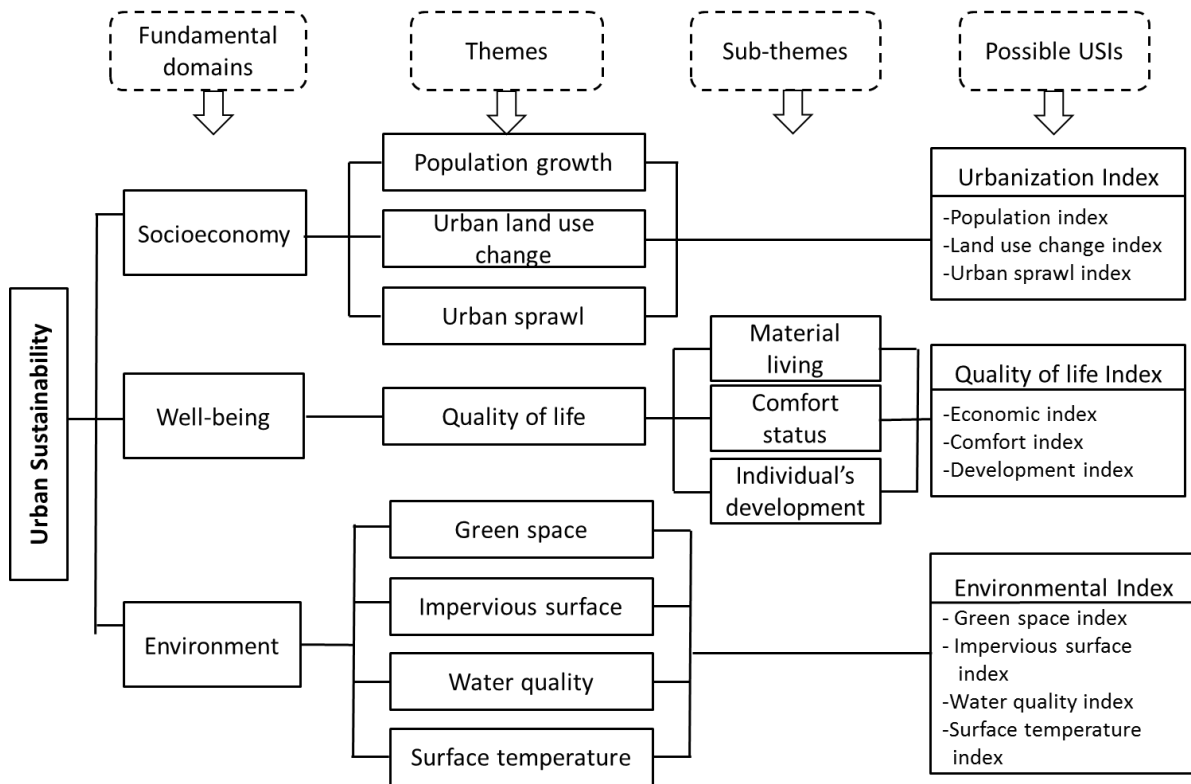 Fundamental
domains
Themes
Sub-themes
Possible USIs
Urban Sustainability
Socioeconomy
Well-being
Environment
Population growth
Urban land use
change
Urban sprawl
Quality of life
Green space
Impervious surface
Water quality
Surface temperature
Material
living
Comfort
status
Individual's
development
Urbanization Index
-Population index
-Land use change index
-Urban sprawl index
Quality of life Index
-Economic index
-Comfort index
-Development index
Environmental Index
- Green space index
- Impervious surface
index
-Water quality index
-Surface temperature
index